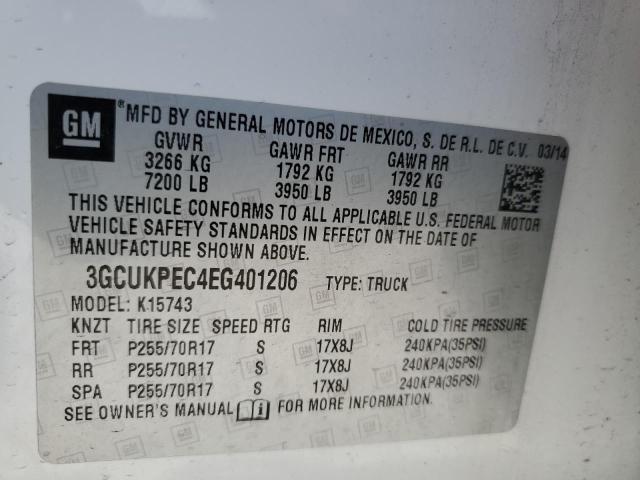 GM ® MFD BY GENERAL MOTORS DE MEXICO, S. DE R.L. DE C.V. 03/14
GVWR GAWR FRT GAWR RR
3266 KG 1792 KG 1792 KG
7200 LB 3950 LB 3950 LB
THIS VEHICLE CONFORMS TO ALL APPLICABLE U.S. FEDERAL MOTOR
VEHICLE SAFETY STANDARDS IN EFFECT ON THE DATE OF
MANUFACTURE SHOWN ABOVE.
3GCUKPEC4EG401206 TYPE: TRUCK
MODEL: K15743
KNZT TIRE SIZE SPEED RTG RIM COLD TIRE PRESSURE
FRT P255/70R17 S 17X8J 240KPA(35PSI)
RR P255/70R17 S 17X8J 240KPA(35PSI)
SPA P255/70R17 S 17X8J 240KPA(35PSI)
SEE OWNER'S MANUAL FOR MORE INFORMATION.